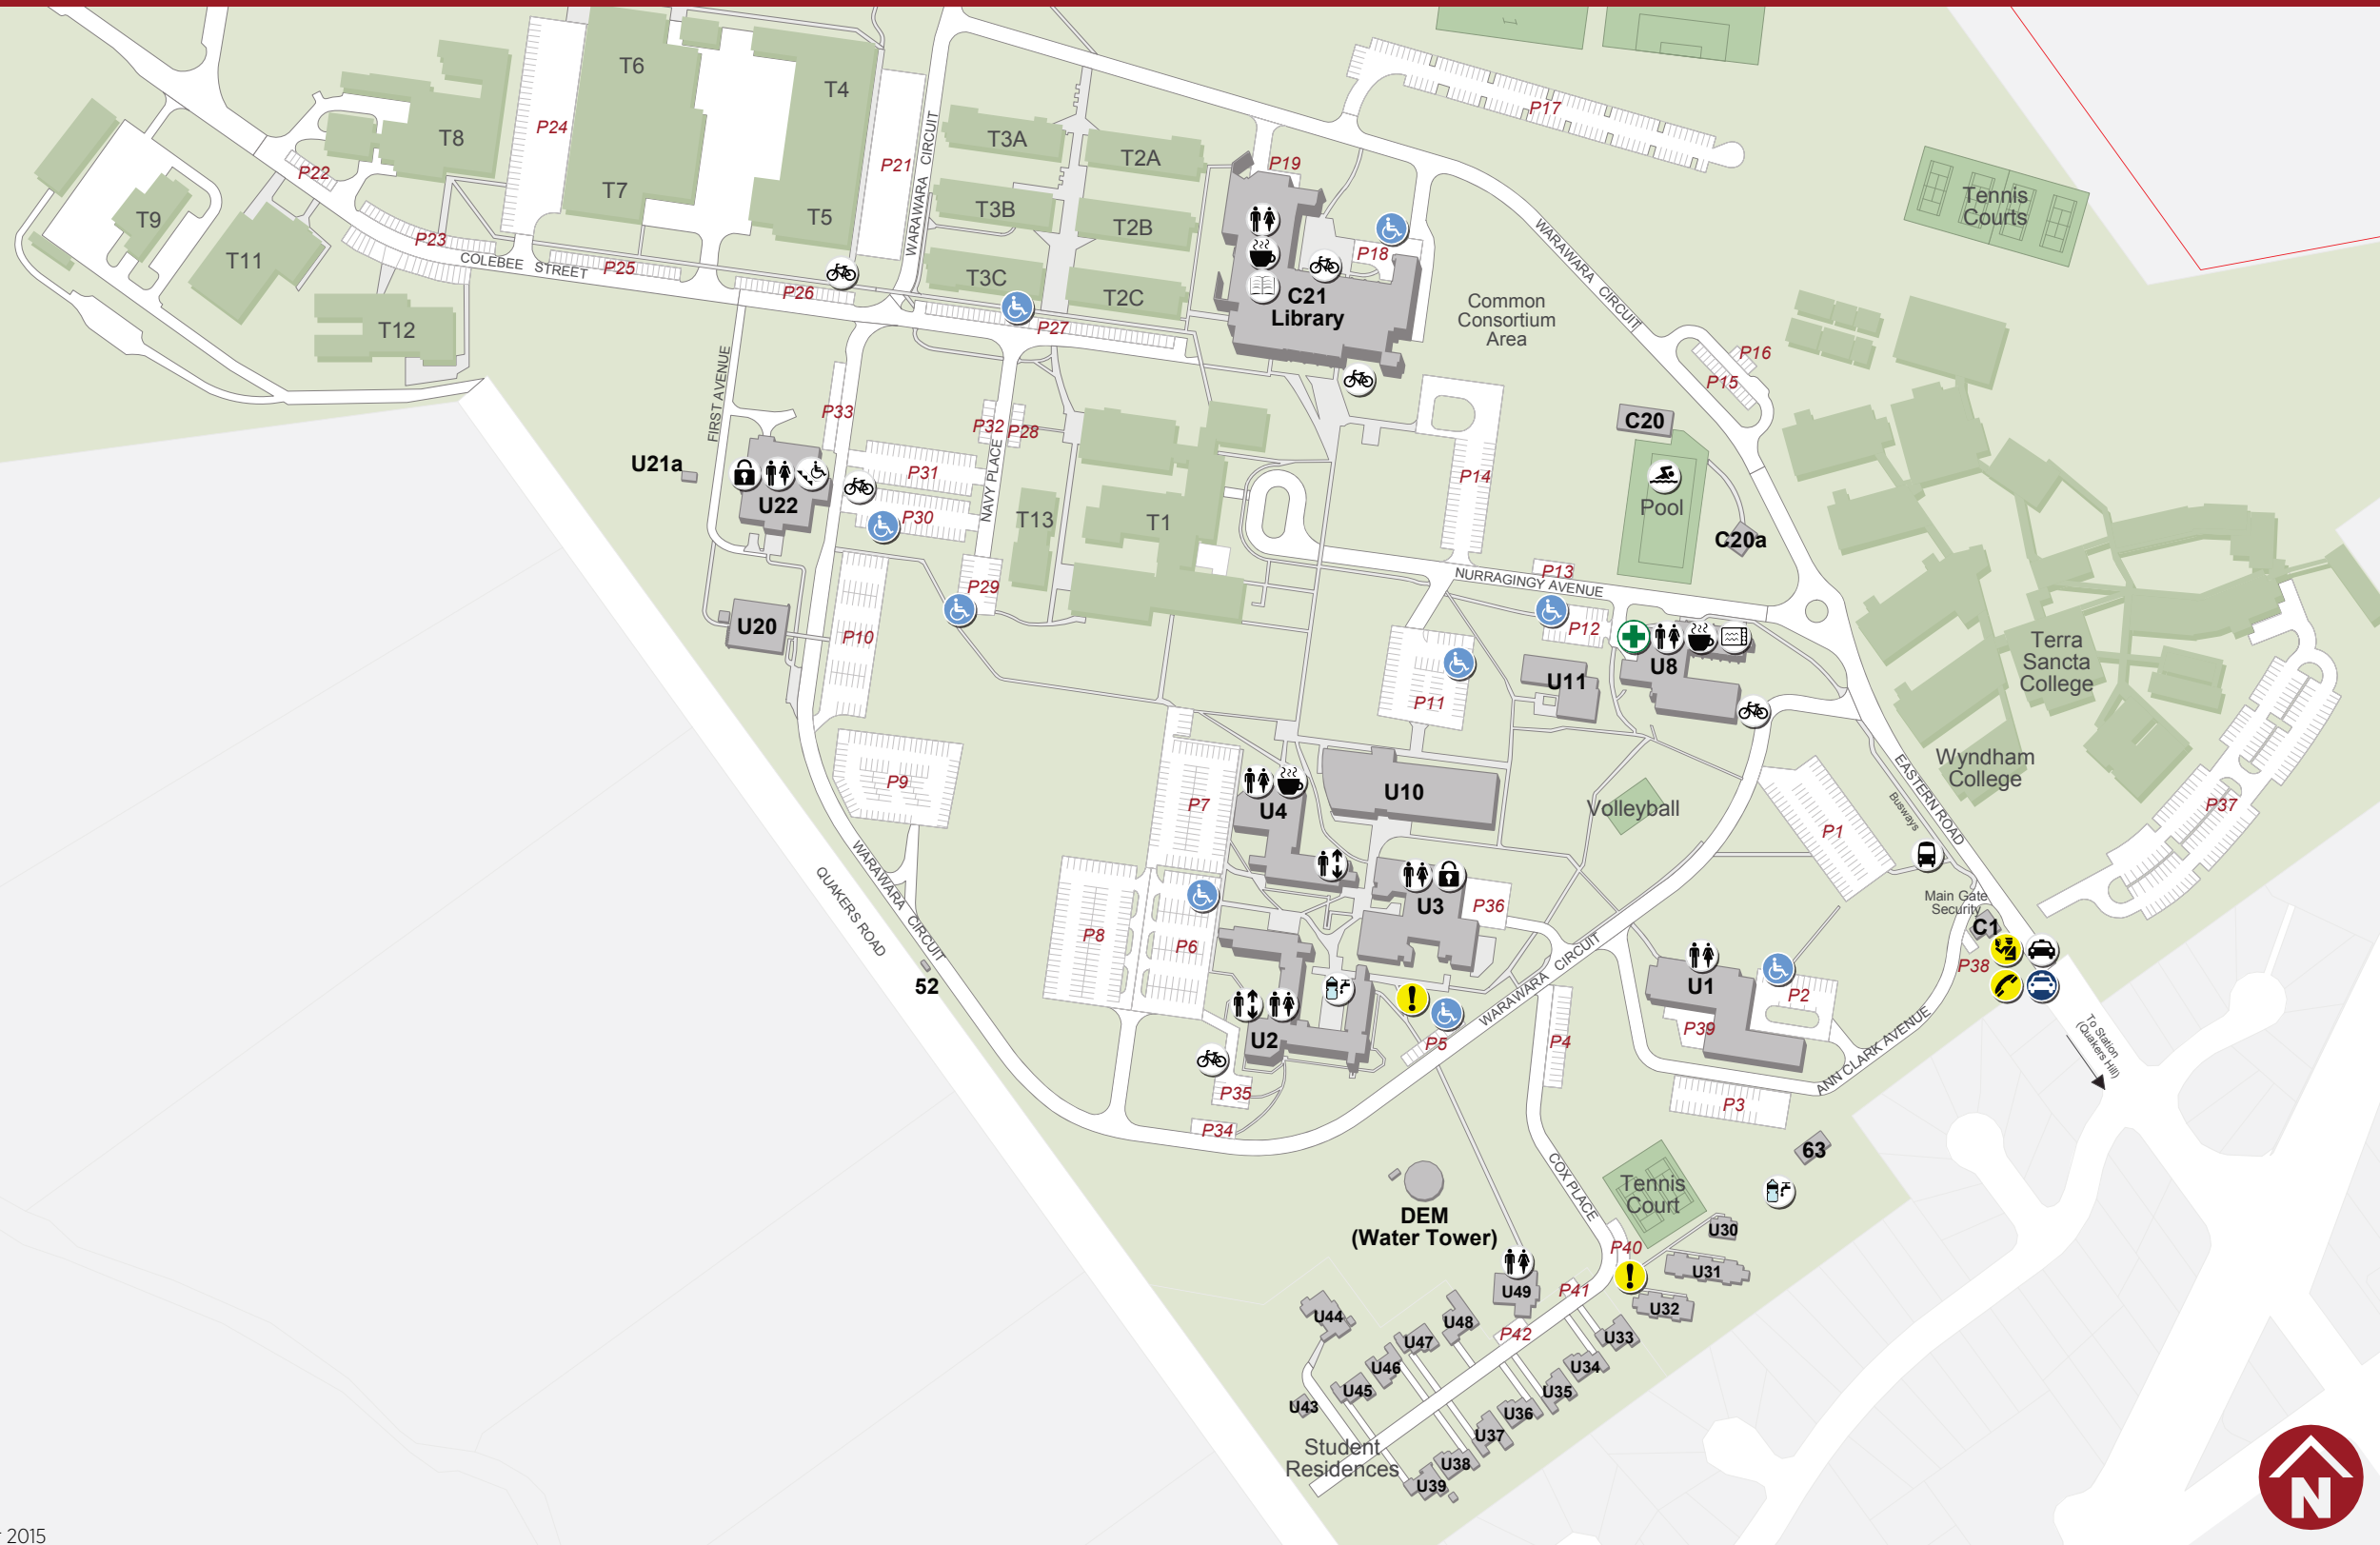 T6
T4
T8
P24
P17
T3A
T2A
P21
WARAWARA CIRCUIT
P19
P22
T7
T5
T3B
T2B
Tennis
Courts
T9
P23
T11
COLEBEE STREET
P25
P26
T3C
T2C
P18
C21
Library
P27
Common
Consortium
Area
WARAWARA CIRCUIT
T12
P16
P15
FIRST AVENUE
P33
P32
P28
C20
U21a
P31
NAVY PLACE
P14
U22
P30
T13
T1
Pool
C20a
P29
P13
NURRAGINGY AVENUE
U20
P10
P12
Terra
Sancta
College
U8
U11
P11
Wyndham
College
EASTERN ROAD
P9
P7
U4
U10
Volleyball
Busways
P1
P37
WARAWARA CIRCUIT
QUAKERS ROAD
Main Gate
Security
U3
P36
C1
P8
P6
P38
52
WARAWARA CIRCUIT
U1
P2
U2
P5
P4
P39
ANN CLARK AVENUE
To Station
(Quakers Hill)
P35
P3
P34
63
COX PLACE
Tennis
Court
DEM
(Water Tower)
U30
P40
U31
U49
P41
U32
U44
U48
P42
U33
U47
U46
U34
U45
U35
U43
U36
U37
Student
Residences
U38
U39
N
2015